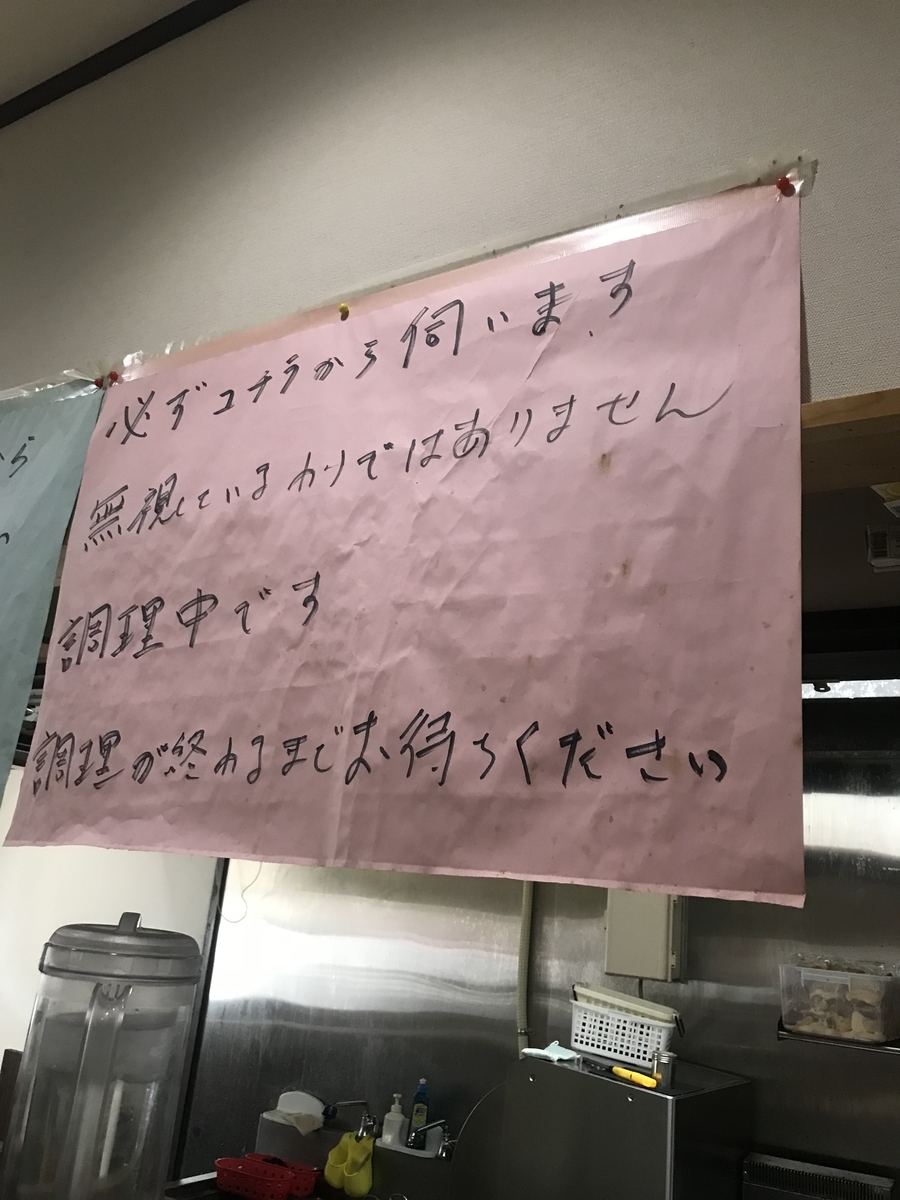 必ずコチラから伺います
無視しているわけではありません
調理中です
調理が終わるまでお待ちください